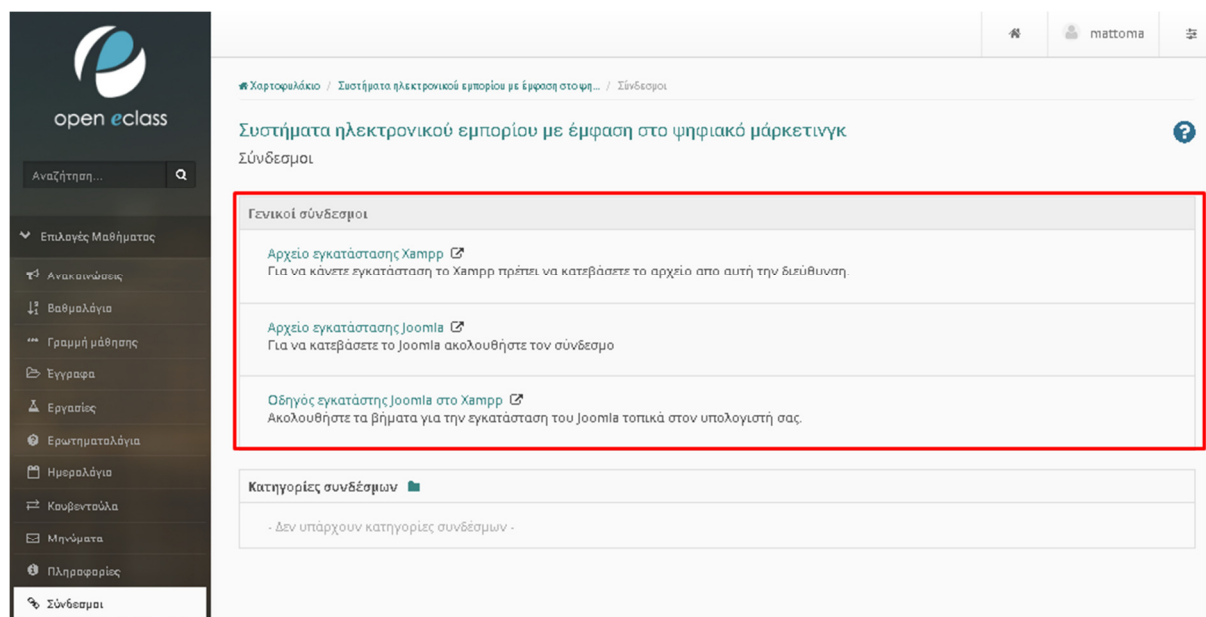 open eclass
Αναζήτηση...
Επιλογές Μαθήματος
Ανακοινώσεις
Βαθμολόγιο
Γραμμή μάθησης
Έγγραφα
Εργασίες
Ερωτηματολόγια
Ημερολόγιο
Κουβεντούλα
Μηνύματα
Πληροφορίες
Σύνδεσμοι
mattoma
Χαρτοφυλάκιο / Συστήματα ηλεκτρονικού εμπορίου με έμφαση στο ψη... / Σύνδεσμοι
Συστήματα ηλεκτρονικού εμπορίου με έμφαση στο ψηφιακό μάρκετινγκ
Σύνδεσμοι
Γενικοί σύνδεσμοι
Αρχείο εγκατάστασης Xampp
Για να κάνετε εγκατάσταση το Xampp πρέπει να κατεβάσετε το αρχείο απο αυτή την διεύθυνση.
Αρχείο εγκατάστασης Joomla
Για να κατεβάσετε το Joomla ακολουθήστε τον σύνδεσμο
Οδηγός εγκατάστης Joomla στο Xampp
Ακολουθήστε τα βήματα για την εγκατάσταση του Joomla τοπικά στον υπολογιστή σας.
Κατηγορίες συνδέσμων
- Δεν υπάρχουν κατηγορίες συνδέσμων -